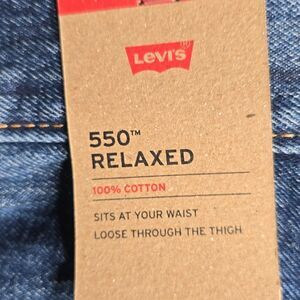 Levi's
550™
RELAXED
100% COTTON
SITS AT YOUR WAIST
LOOSE THROUGH THE THIGH